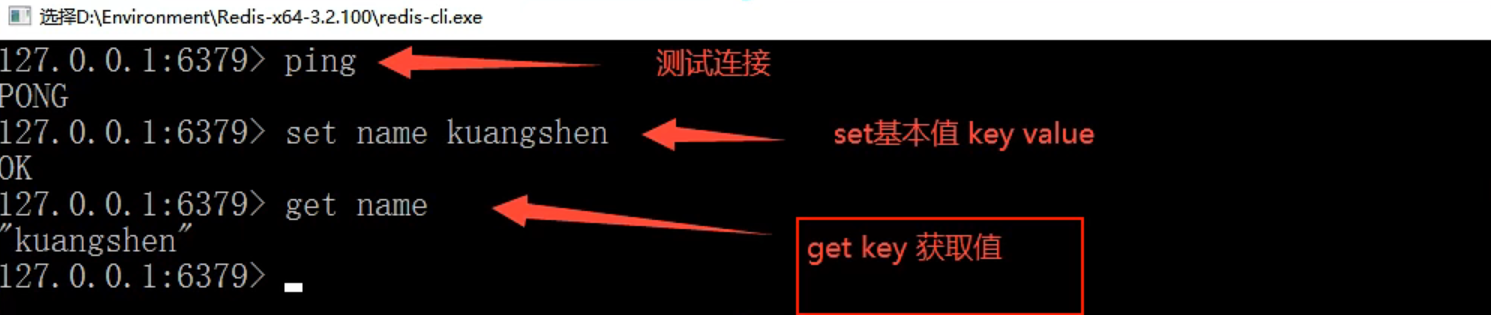 选择D:\Environment\Redis-x64-3.2.100\redis-cli.exe
127.0.0.1:6379> ping 测试连接
PONG
127.0.0.1:6379> set name kuangshen set基本值 key value
OK
127.0.0.1:6379> get name
"kuangshen"
get key 获取值
127.0.0.1:6379>